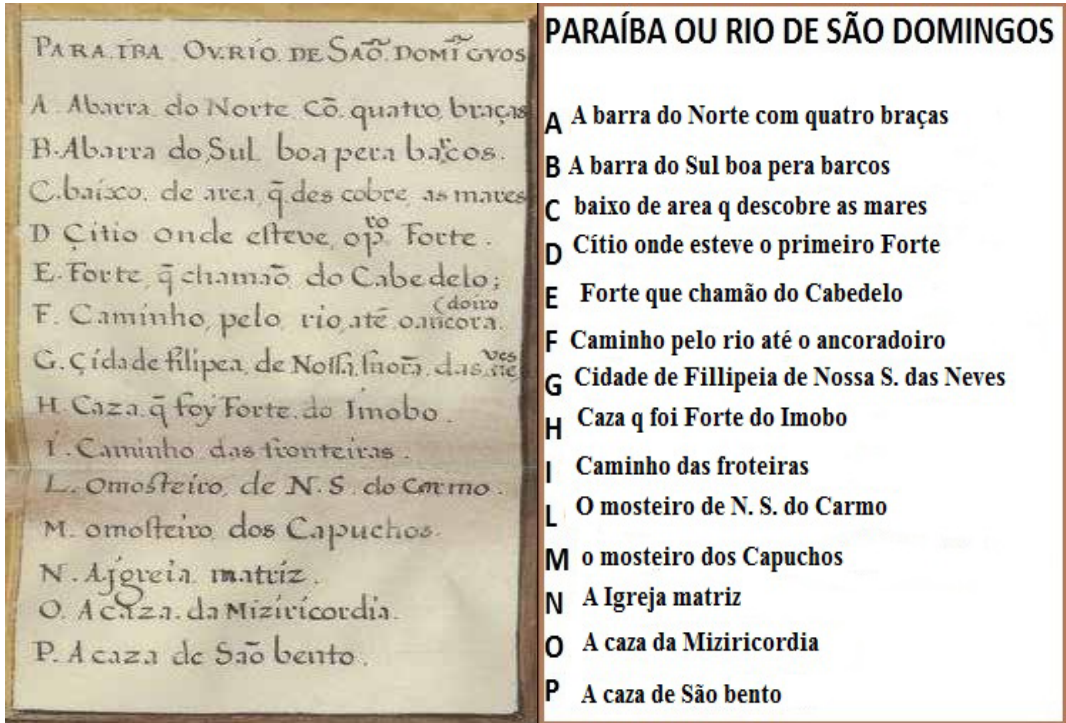 PARAIBA OV.RIO DE SAÕ DOMĨGVOS
A. Abarra do Norte Cõ quatro braças
B. Abarra do Sul boa pera barcos.
C. baixo de area q̃ des cobre as mares
D Çitio onde esteve o pro Forte.
E. Forte q̃ chamaõ do Cabedelo;
F. Caminho pelo rio até o ancora(doiro
G. Çidade filipea de Nossa snorã das neves
H Caza q̃ foy Forte do Imobo.
I. Caminho das fronteiras.
L. Omosteiro de N.S. do Carmo.
M. omosteiro dos Capuchos.
N. Ajgreia matriz.
O. A caza da Miziricordia.
P. A caza de Saõ bento.
PARAÍBA OU RIO DE SÃO DOMINGOS
A A barra do Norte com quatro braças
B A barra do Sul boa pera barcos
C baixo de area q descobre as mares
D Cítio onde esteve o primeiro Forte
E Forte que chamão do Cabedelo
F Caminho pelo rio até o ancoradoiro
G Cidade de Fillipeia de Nossa S. das Neves
H Caza q foi Forte do Imobo
I Caminho das froteiras
L O mosteiro de N. S. do Carmo
M o mosteiro dos Capuchos
N A Igreja matriz
O A caza da Miziricordia
P A caza de São bento